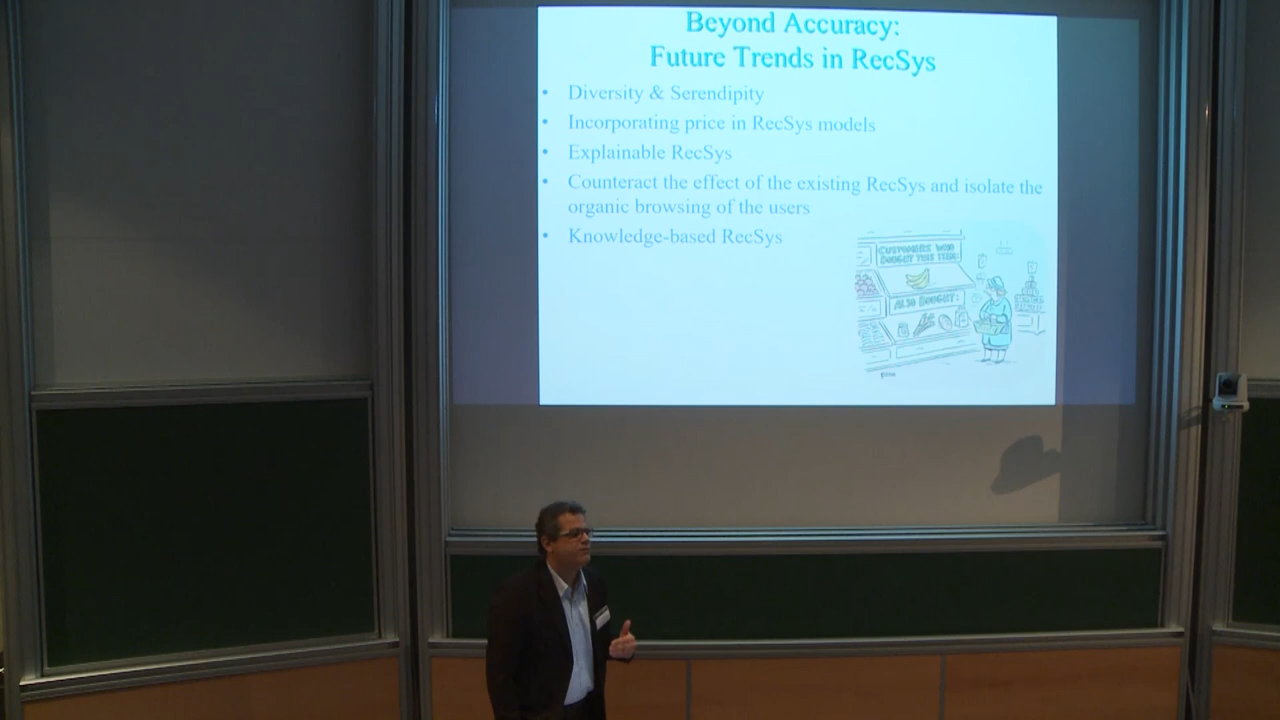 Beyond Accuracy:
Future Trends in RecSys
• Diversity & Serendipity
• Incorporating price in RecSys models
• Explainable RecSys
• Counteract the effect of the existing RecSys and isolate the
organic browsing of the users
• Knowledge-based RecSys
CUSTOMERS WHO
BOUGHT THIS ITEM
ALSO BOUGHT: